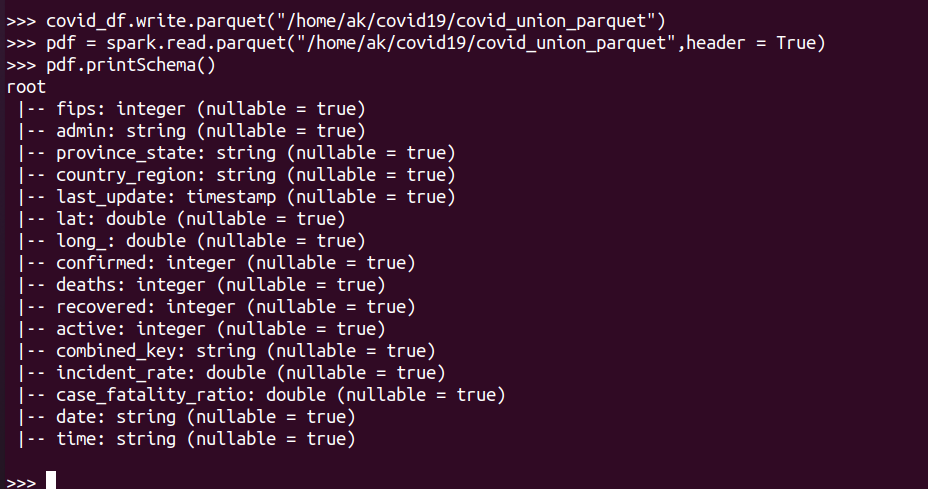 >>> covid_df.write.parquet("/home/ak/covid19/covid_union_parquet")
>>> pdf = spark.read.parquet("/home/ak/covid19/covid_union_parquet",header = True)
>>> pdf.printSchema()
root
 |-- fips: integer (nullable = true)
 |-- admin: string (nullable = true)
 |-- province_state: string (nullable = true)
 |-- country_region: string (nullable = true)
 |-- last_update: timestamp (nullable = true)
 |-- lat: double (nullable = true)
 |-- long_: double (nullable = true)
 |-- confirmed: integer (nullable = true)
 |-- deaths: integer (nullable = true)
 |-- recovered: integer (nullable = true)
 |-- active: integer (nullable = true)
 |-- combined_key: string (nullable = true)
 |-- incident_rate: double (nullable = true)
 |-- case_fatality_ratio: double (nullable = true)
 |-- date: string (nullable = true)
 |-- time: string (nullable = true)

>>>